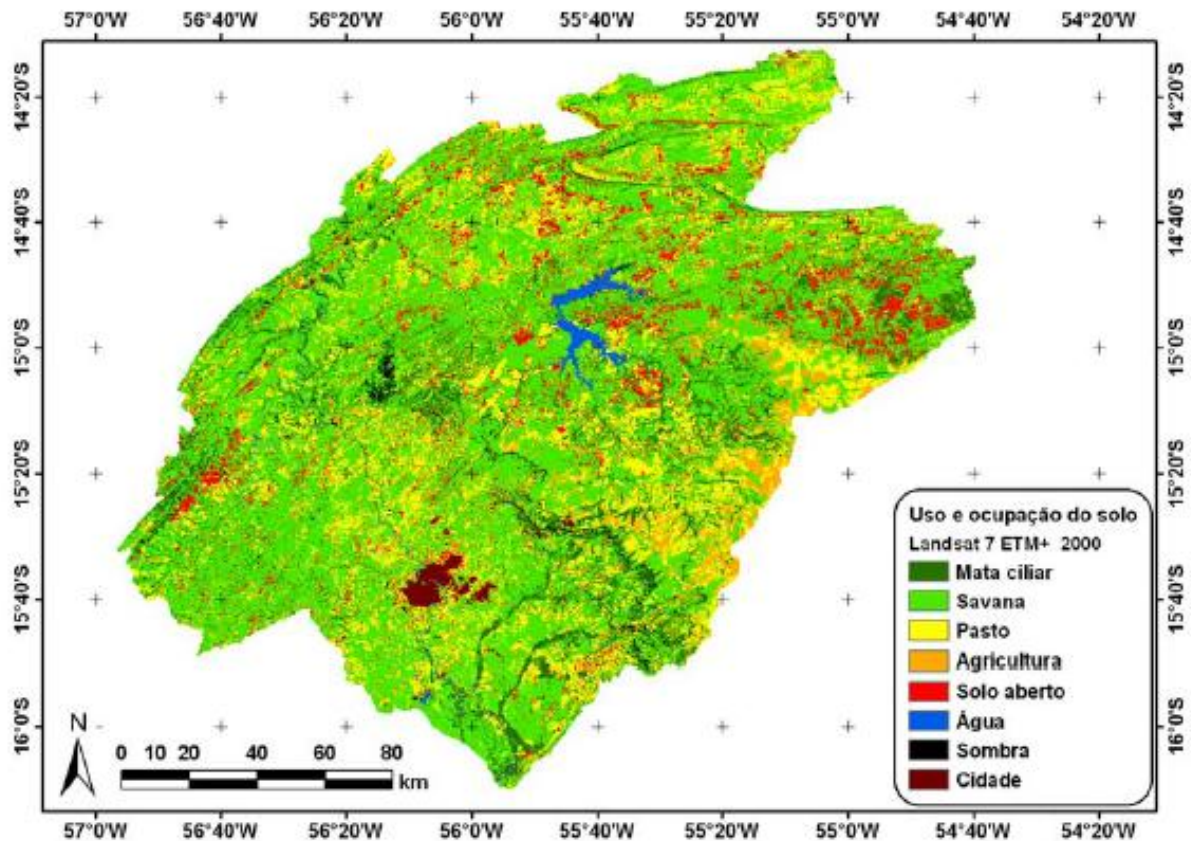 57°0'W 56°40'W 56°20'W 56°0'W 55°40'W 55°20'W 55°0'W 54°40'W 54°20'W
14°20'S 14°20'S
14°40'S 14°40'S
15°0'S 15°0'S
15°20'S 15°20'S
15°40'S 15°40'S
16°0'S 16°0'S
Uso e ocupação do solo
Landsat 7 ETM+ 2000
Mata ciliar
Savana
Pasto
Agricultura
Solo aberto
Água
Sombra
Cidade
N
0 10 20 40 60 80
km
57°0'W 56°40'W 56°20'W 56°0'W 55°40'W 55°20'W 55°0'W 54°40'W 54°20'W